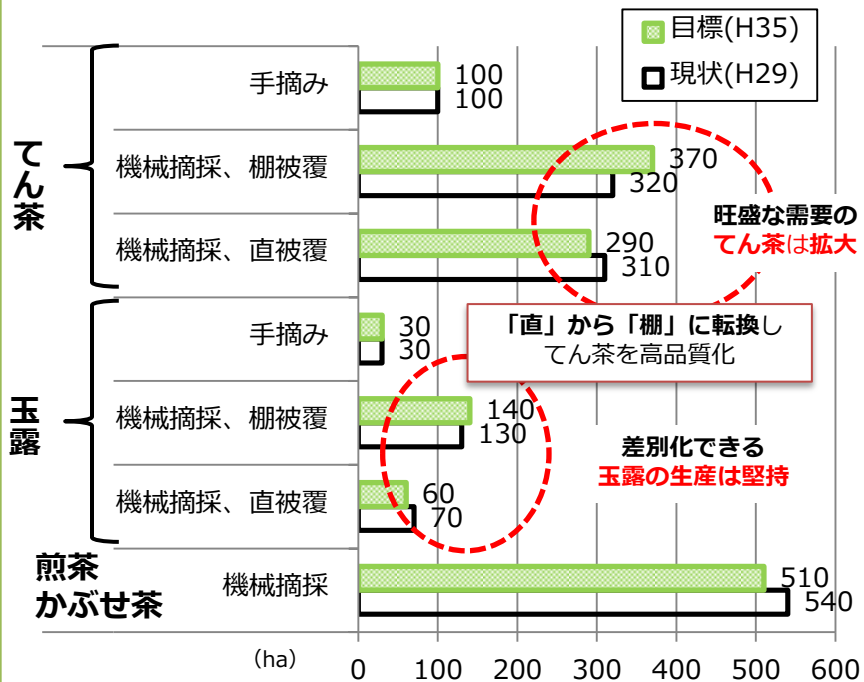 目標(H35)
現状(H29)
てん茶
手摘み
100
100
機械摘採、棚被覆
370
320
機械摘採、直被覆
290
310
旺盛な需要の
てん茶は拡大
「直」から「棚」に転換し
てん茶を高品質化
玉露
手摘み
30
30
機械摘採、棚被覆
140
130
機械摘採、直被覆
60
70
差別化できる
玉露の生産は堅持
煎茶
かぶせ茶
機械摘採
510
540
(ha)
0 100 200 300 400 500 600